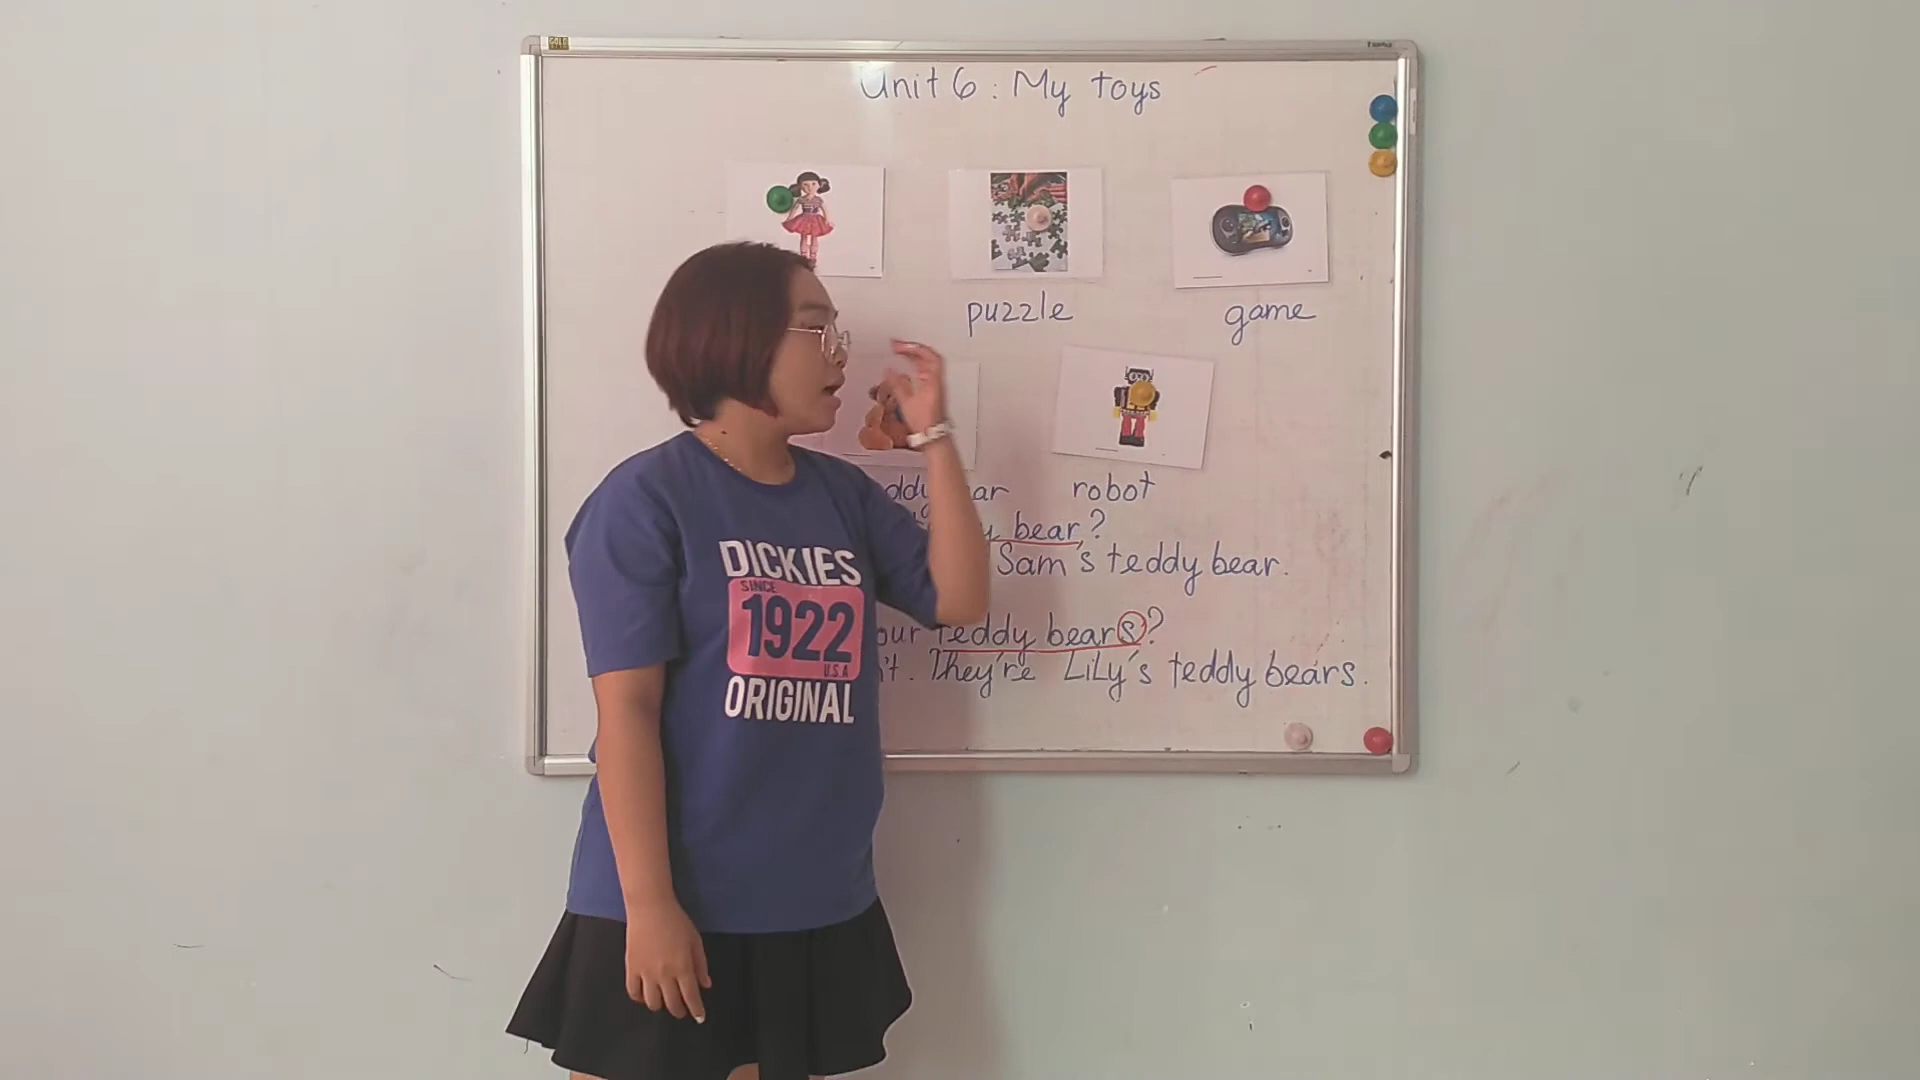 Unit 6 : My toys
puzzle
game
robot
bear?
Sam's teddy bear.
teddy bears?
They're Lily's teddy bears.
DICKIES
SINCE
1922
U.S.A
ORIGINAL